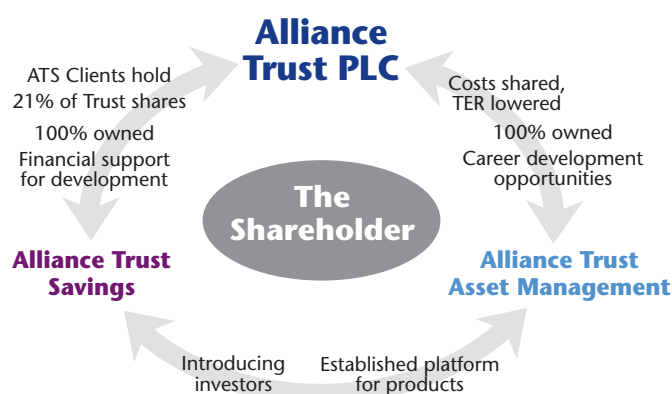 Alliance
Trust PLC
ATS Clients hold
21% of Trust shares
100% owned
Financial support
for development
Costs shared,
TER lowered
100% owned
Career development
opportunities
The
Shareholder
Alliance Trust
Savings
Alliance Trust
Asset Management
Introducing
investors
Established platform
for products